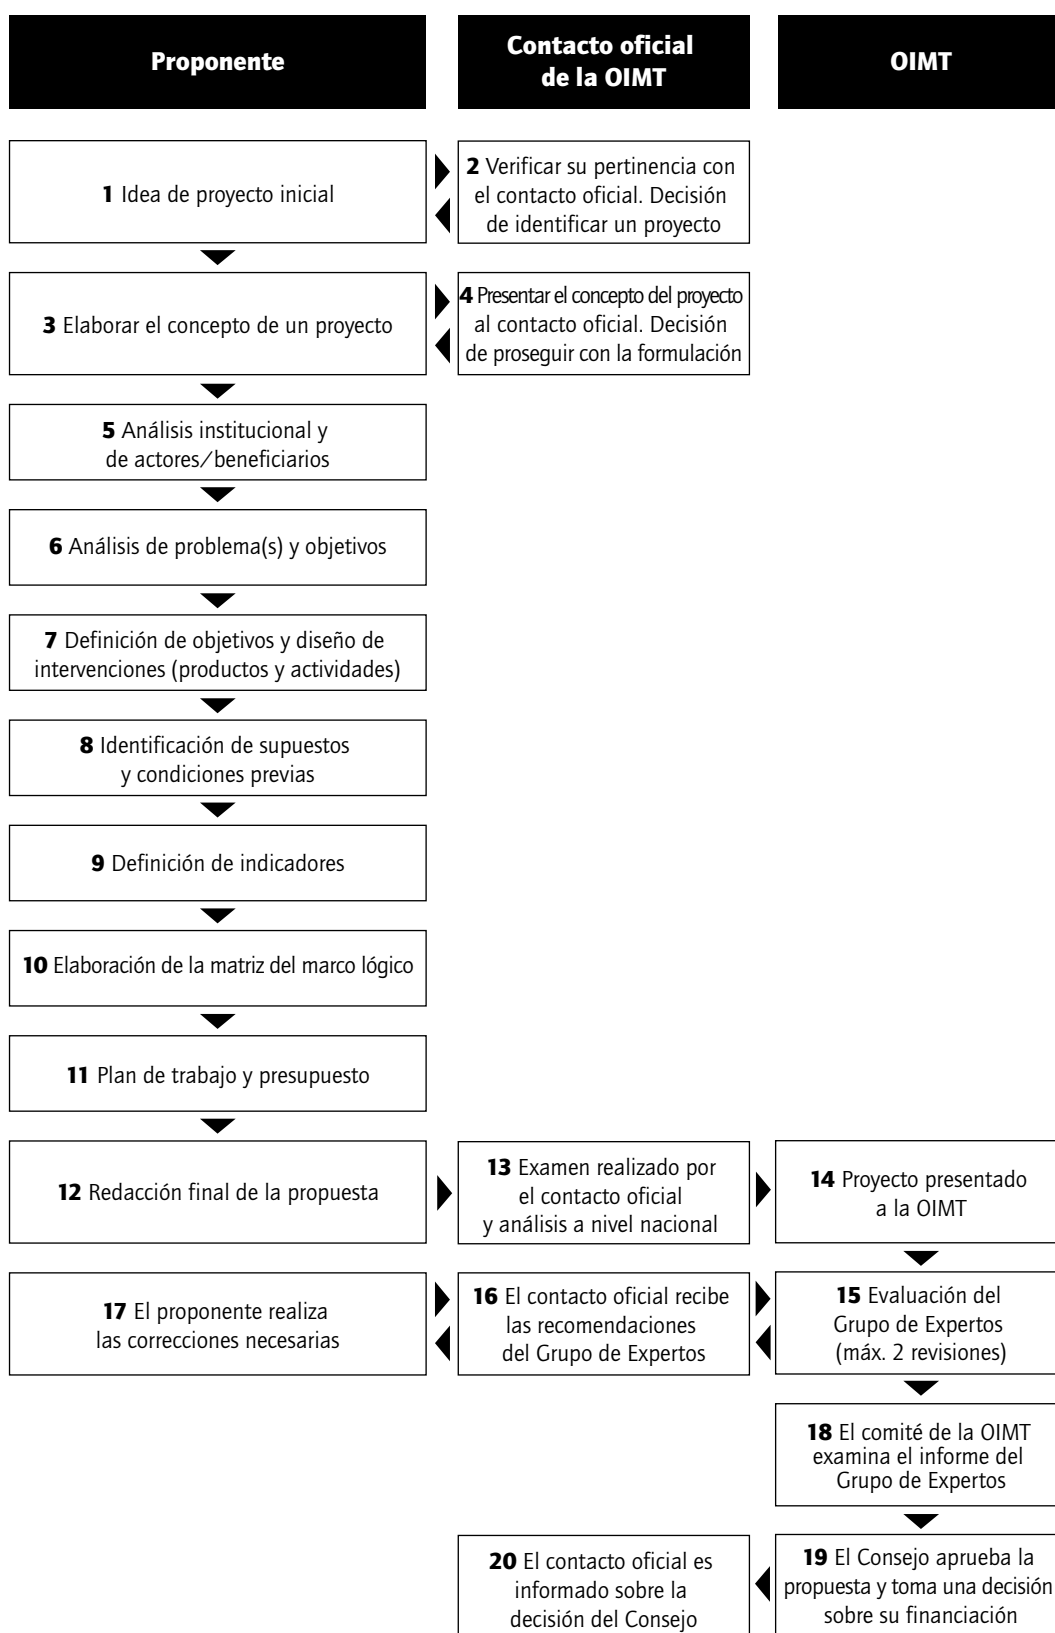 Proponente
Contacto oficial
de la OIMT
OIMT
1 Idea de proyecto inicial
2 Verificar su pertinencia con
el contacto oficial. Decisión
de identificar un proyecto
3 Elaborar el concepto de un proyecto
4 Presentar el concepto del proyecto
al contacto oficial. Decisión
de proseguir con la formulación
5 Análisis institucional y
de actores/beneficiarios
6 Análisis de problema(s) y objetivos
7 Definición de objetivos y diseño de
intervenciones (productos y actividades)
8 Identificación de supuestos
y condiciones previas
9 Definición de indicadores
10 Elaboración de la matriz del marco lógico
11 Plan de trabajo y presupuesto
12 Redacción final de la propuesta
13 Examen realizado por
el contacto oficial
y análisis a nivel nacional
14 Proyecto presentado
a la OIMT
17 El proponente realiza
las correcciones necesarias
16 El contacto oficial recibe
las recomendaciones
del Grupo de Expertos
15 Evaluación del
Grupo de Expertos
(máx. 2 revisiones)
18 El comité de la OIMT
examina el informe del
Grupo de Expertos
20 El contacto oficial es
informado sobre la
decisión del Consejo
19 El Consejo aprueba la
propuesta y toma una decisión
sobre su financiación